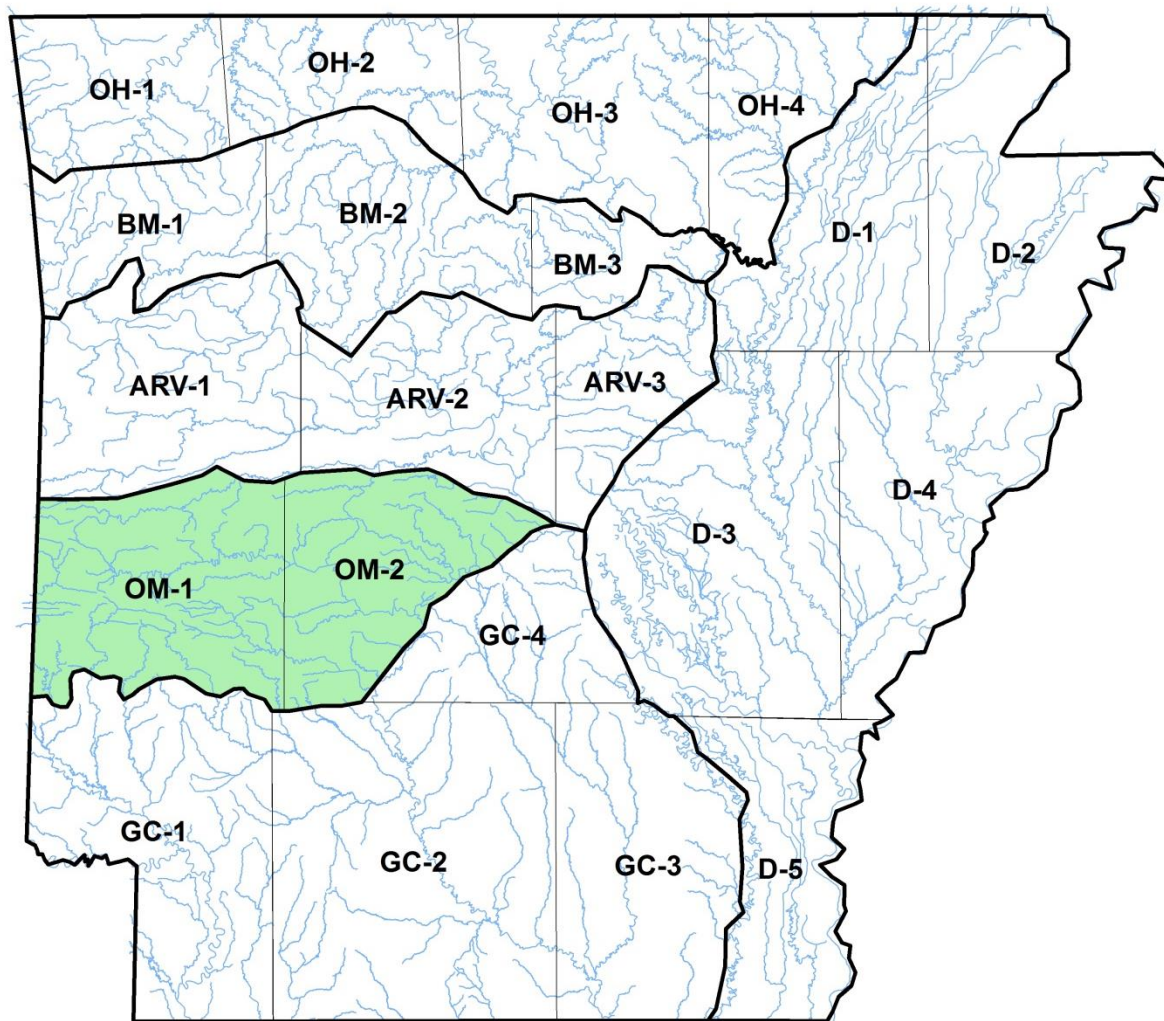 OH-1
OH-2
OH-3
OH-4
BM-1
BM-2
BM-3
D-1
D-2
ARV-1
ARV-2
ARV-3
D-3
D-4
OM-1
OM-2
GC-4
GC-1
GC-2
GC-3
D-5